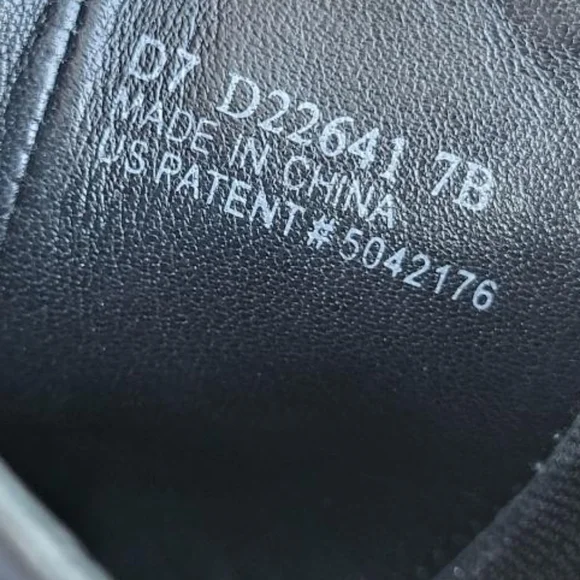 D7 D22641 7B
MADE IN CHINA
US PATENT # 5042176